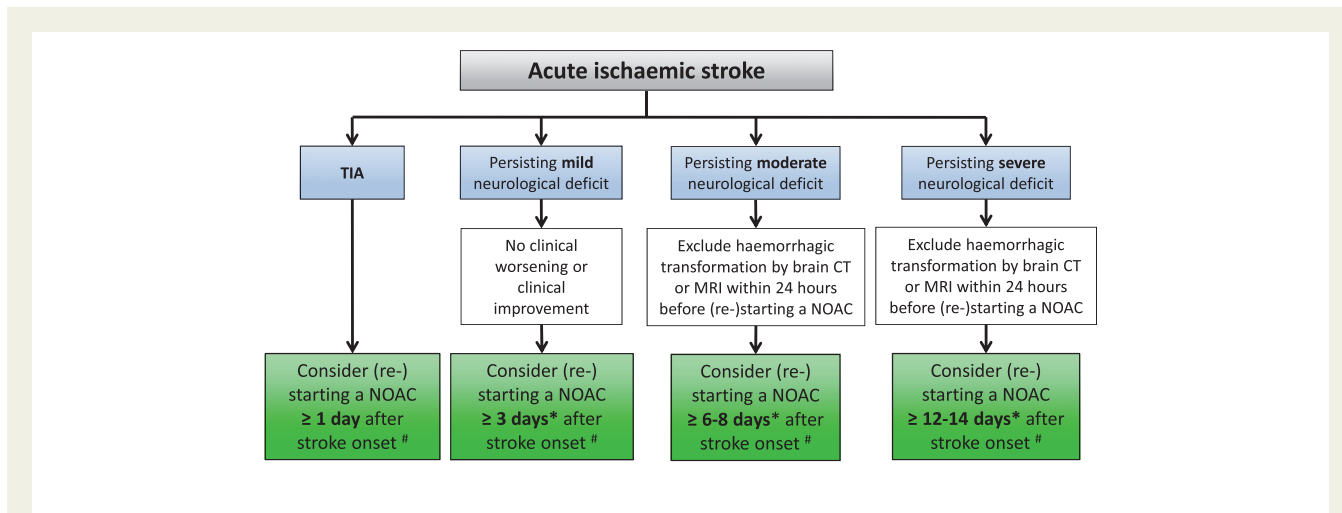 Acute ischaemic stroke
TIA
Persisting mild
neurological deficit
Persisting moderate
neurological deficit
Persisting severe
neurological deficit
No clinical
worsening or
clinical
improvement
Exclude haemorrhagic
transformation by brain CT
or MRI within 24 hours
before (re-)starting a NOAC
Exclude haemorrhagic
transformation by brain CT
or MRI within 24 hours
before (re-)starting a NOAC
Consider (re-)
starting a NOAC
≥ 1 day after
stroke onset #
Consider (re-)
starting a NOAC
≥ 3 days* after
stroke onset #
Consider (re-)
starting a NOAC
≥ 6-8 days* after
stroke onset #
Consider (re-)
starting a NOAC
≥ 12-14 days* after
stroke onset #